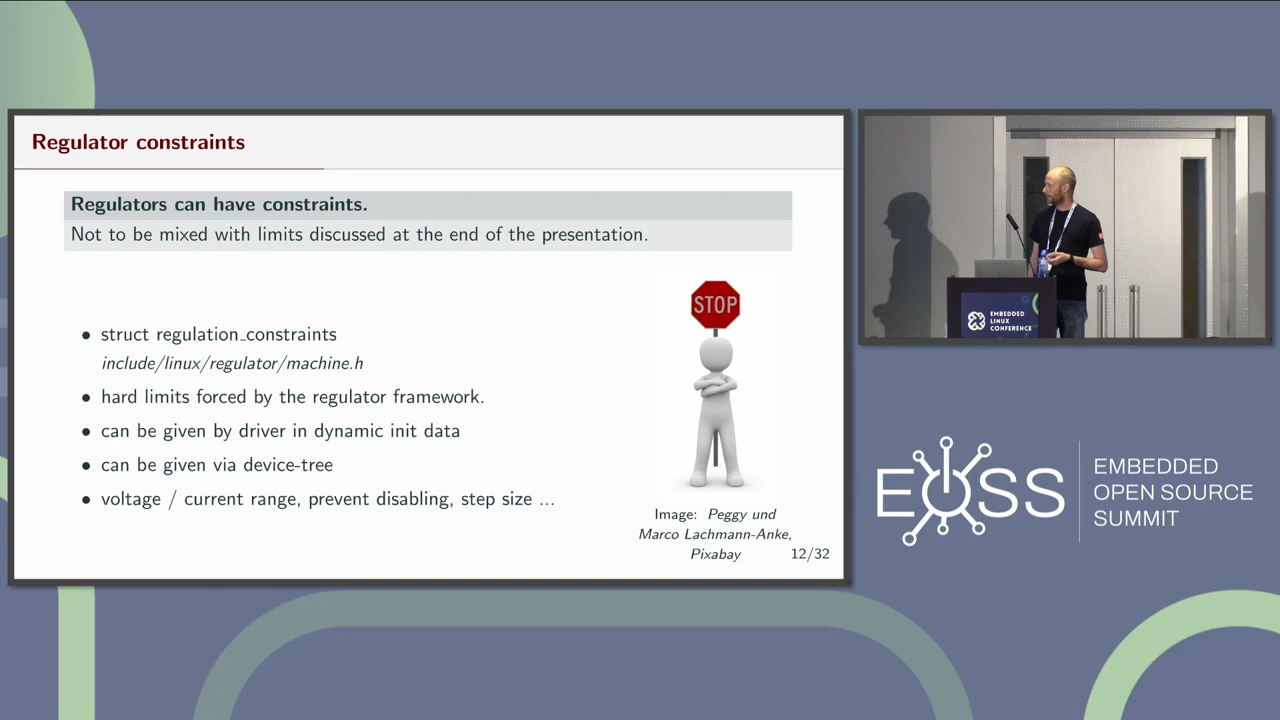 Regulator constraints
Regulators can have constraints.
Not to be mixed with limits discussed at the end of the presentation.
• struct regulation_constraints
include/linux/regulator/machine.h
• hard limits forced by the regulator framework.
• can be given by driver in dynamic init data
• can be given via device-tree
• voltage / current range, prevent disabling, step size ...
STOP
Image: Peggy und
Marco Lachmann-Anke,
Pixabay
12/32
EMBEDDED
LINUX
CONFERENCE
EOSS
EMBEDDED
OPEN SOURCE
SUMMIT